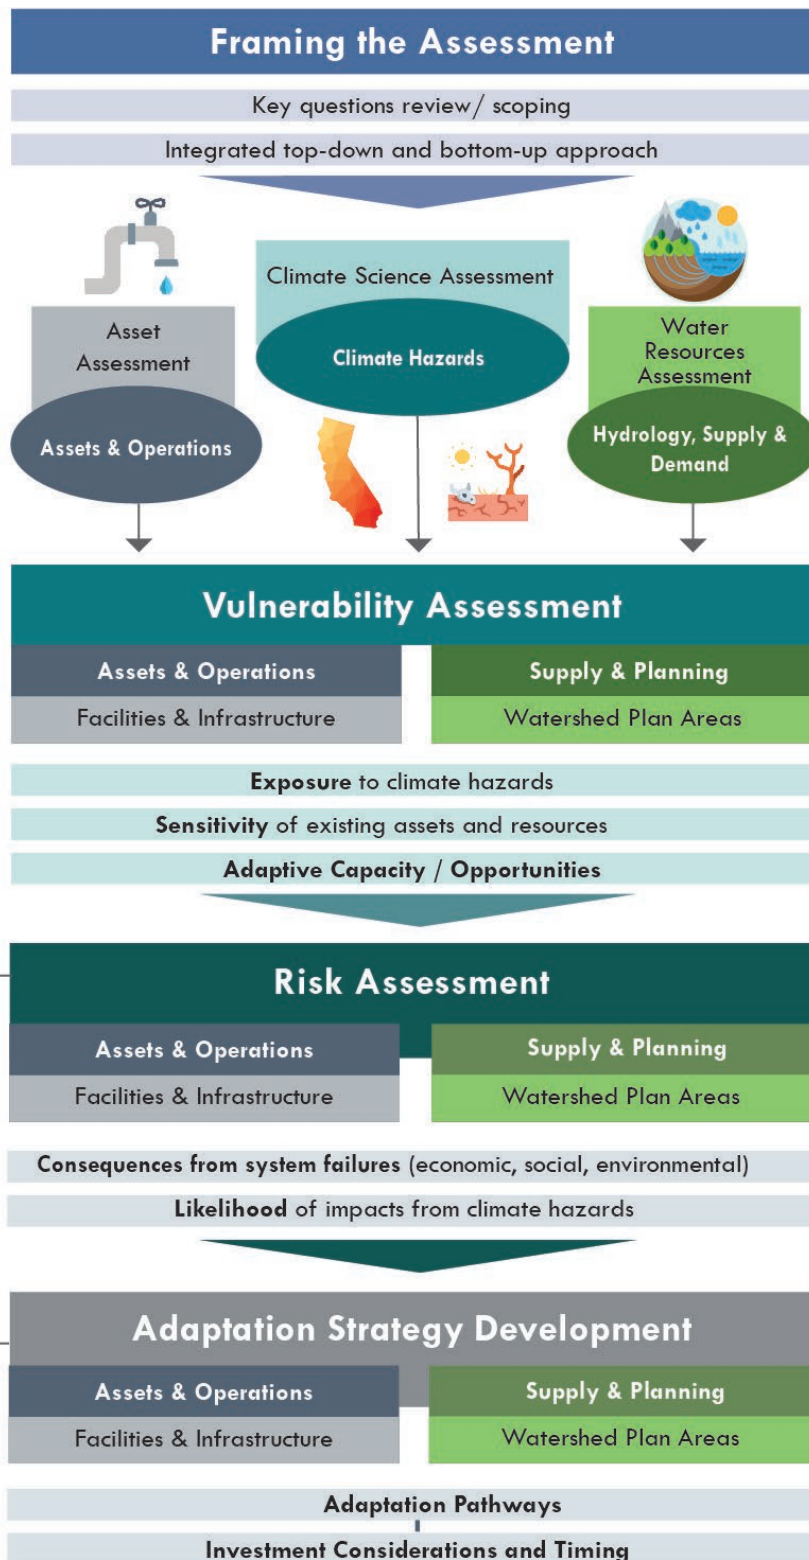 Framing the Assessment
Key questions review/ scoping
Integrated top-down and bottom-up approach
Asset
Assessment
Assets & Operations
Climate Science Assessment
Climate Hazards
Water
Resources
Assessment
Hydrology, Supply &
Demand
Vulnerability Assessment
Assets & Operations
Supply & Planning
Facilities & Infrastructure
Watershed Plan Areas
Exposure to climate hazards
Sensitivity of existing assets and resources
Adaptive Capacity / Opportunities
Risk Assessment
Assets & Operations
Supply & Planning
Facilities & Infrastructure
Watershed Plan Areas
Consequences from system failures (economic, social, environmental)
Likelihood of impacts from climate hazards
Adaptation Strategy Development
Assets & Operations
Supply & Planning
Facilities & Infrastructure
Watershed Plan Areas
Adaptation Pathways
Investment Considerations and Timing